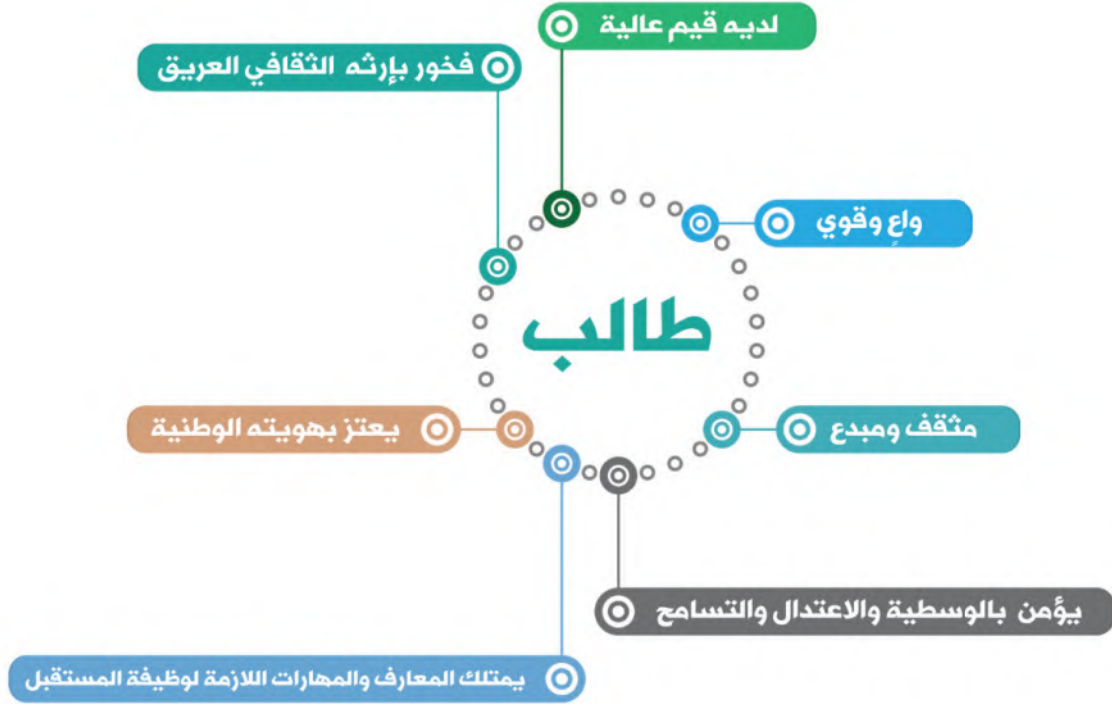 لديه قيم عالية
فخور بإرثه الثقافي العريق
واعٍ وقوي
طالب
يعتز بهويته الوطنية
مثقف ومبدع
يؤمن بالوسطية والاعتدال والتسامح
يمتلك المعارف والمهارات اللازمة لوظيفة المستقبل